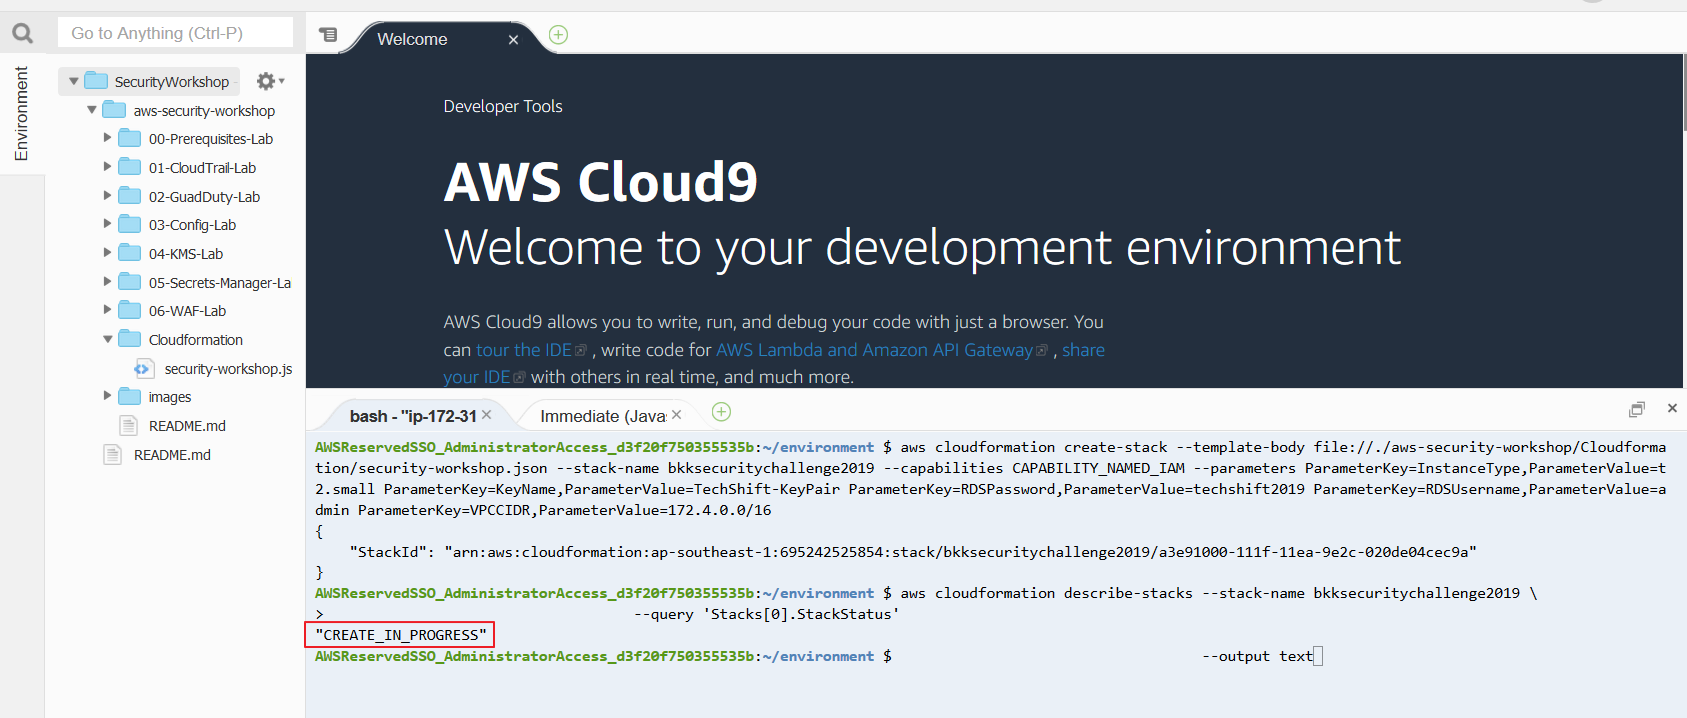 Go to Anything (Ctrl-P)
Welcome
Environment
SecurityWorkshop
aws-security-workshop
00-Prerequisites-Lab
01-CloudTrail-Lab
02-GuadDuty-Lab
03-Config-Lab
04-KMS-Lab
05-Secrets-Manager-La
06-WAF-Lab
Cloudformation
security-workshop.js
images
README.md
README.md
Developer Tools
AWS Cloud9
Welcome to your development environment
AWS Cloud9 allows you to write, run, and debug your code with just a browser. You
can tour the IDE , write code for AWS Lambda and Amazon API Gateway , share
your IDE with others in real time, and much more.
bash - "ip-172-31
Immediate (Javas
AWSReservedSSO_AdministratorAccess_d3f20f750355535b:~/environment $ aws cloudformation create-stack --template-body file://./aws-security-workshop/Cloudforma
tion/security-workshop.json --stack-name bkksecuritychallenge2019 --capabilities CAPABILITY_NAMED_IAM --parameters ParameterKey=InstanceType,ParameterValue=t
2.small ParameterKey=KeyName,ParameterValue=TechShift-KeyPair ParameterKey=RDSPassword,ParameterValue=techshift2019 ParameterKey=RDSUsername,ParameterValue=a
dmin ParameterKey=VPCCIDR,ParameterValue=172.4.0.0/16
{
"StackId": "arn:aws:cloudformation:ap-southeast-1:695242525854:stack/bkksecuritychallenge2019/a3e91000-111f-11ea-9e2c-020de04cec9a"
}
AWSReservedSSO_AdministratorAccess_d3f20f750355535b:~/environment $ aws cloudformation describe-stacks --stack-name bkksecuritychallenge2019 \
> --query 'Stacks[0].StackStatus'
"CREATE_IN_PROGRESS"
AWSReservedSSO_AdministratorAccess_d3f20f750355535b:~/environment $ --output text